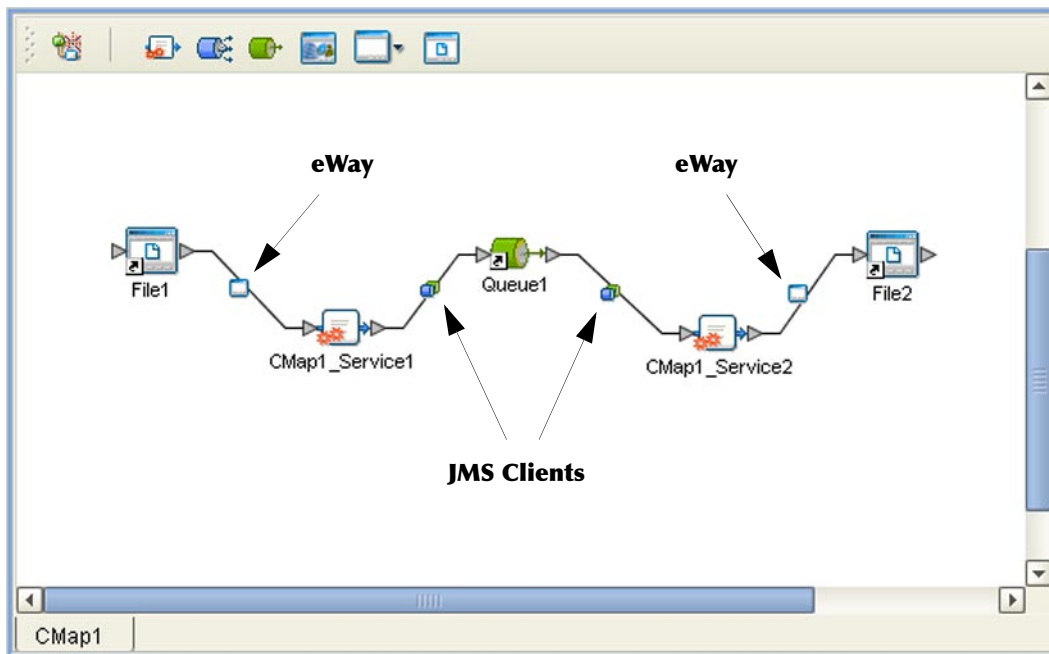 eWay
eWay
File1
Queue1
File2
CMap1_Service1
CMap1_Service2
JMS Clients
CMap1